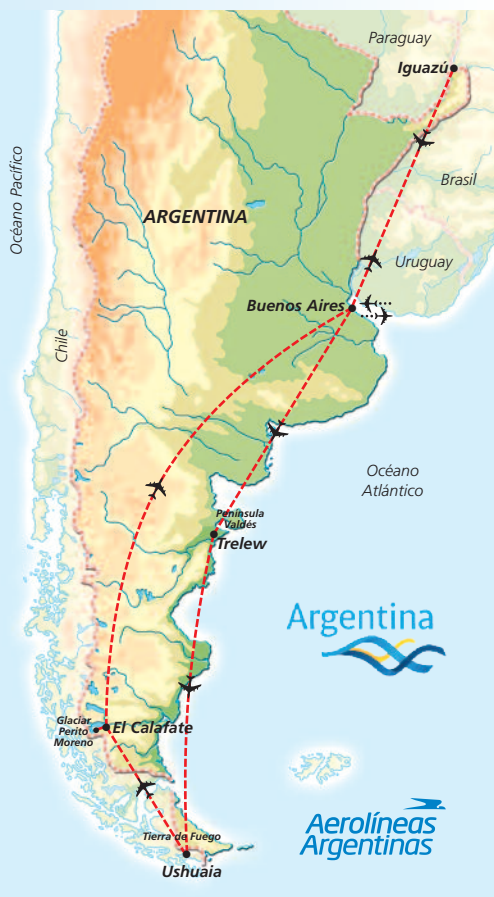 Paraguay
Iguazú
Océano Pacífico
Brasil
ARGENTINA
Uruguay
Buenos Aires
Chile
Océano
Atlántico
Península
Valdés
Trelew
Argentina
Glaciar
Perito
Moreno
El Calafate
Aerolíneas
Argentinas
Tierra de Fuego
Ushuaia